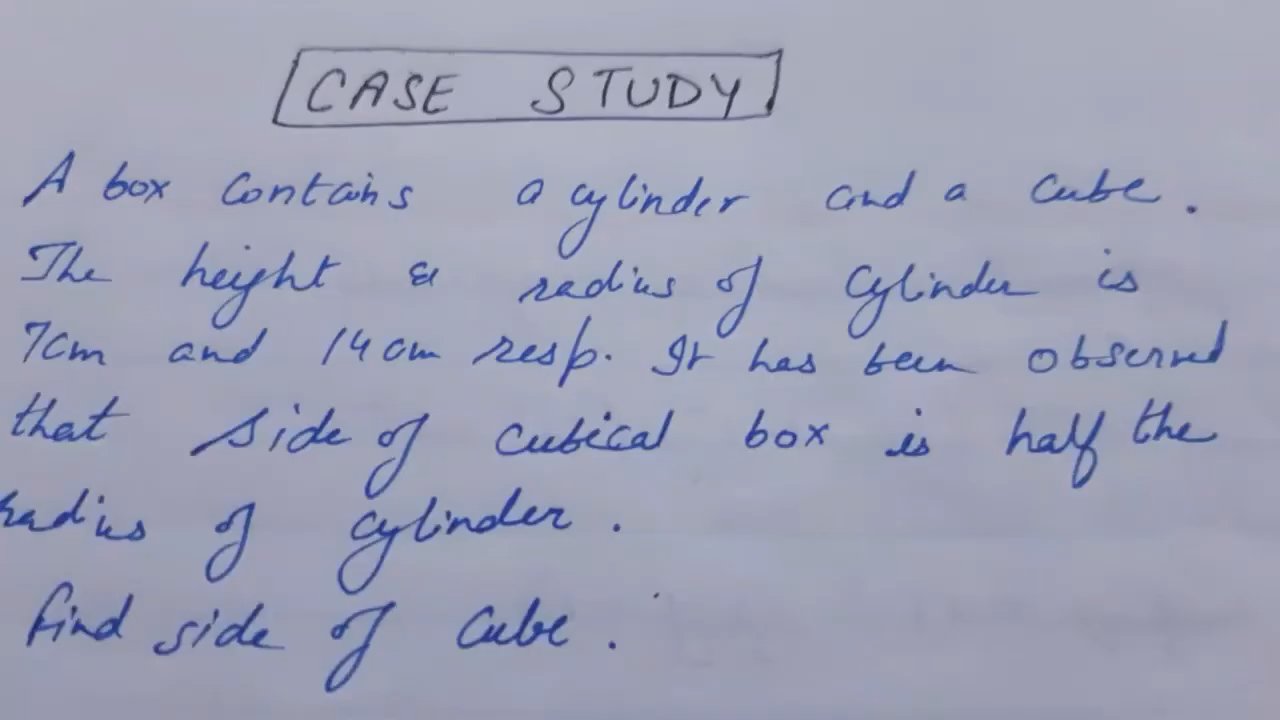 CASE STUDY
A box contains a cylinder and a cube.
The height & radius of cylinder is
7cm and 14cm resp. It has been observed
that side of cubical box is half the
radius of cylinder.
find side of cube.